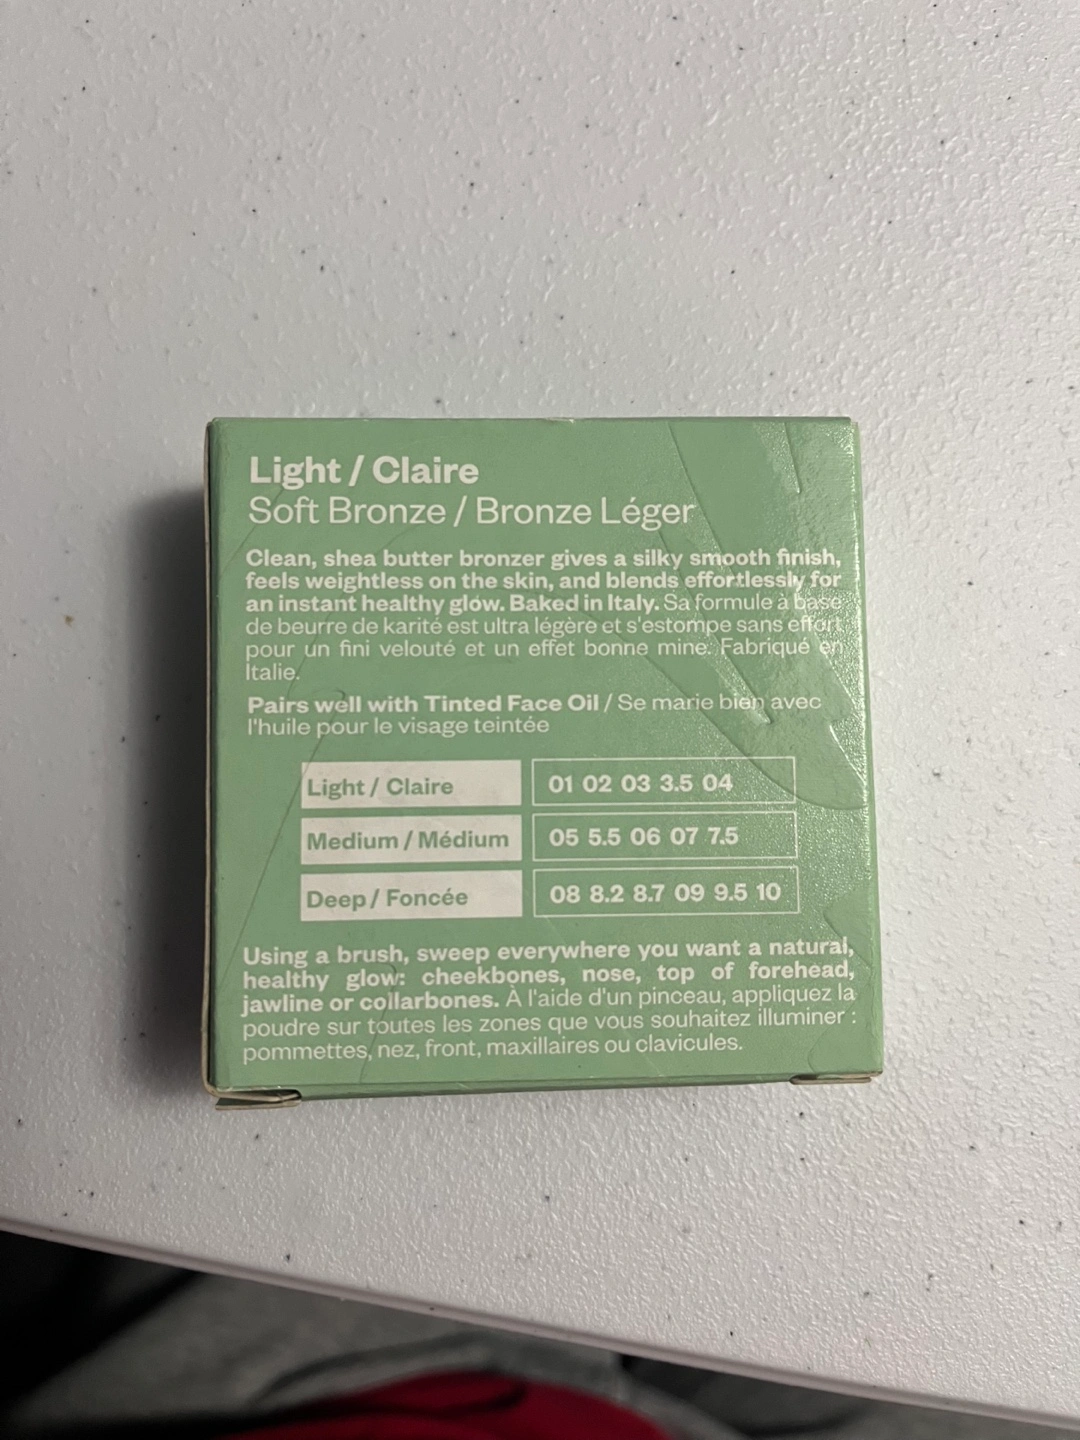 Light / Claire
Soft Bronze / Bronze Léger
Clean, shea butter bronzer gives a silky smooth finish,
feels weightless on the skin, and blends effortlessly for
an instant healthy glow. Baked in Italy. Sa formule à base
de beurre de karité est ultra légère et s'estompe sans effort
pour un fini velouté et un effet bonne mine. Fabriqué en
Italie.
Pairs well with Tinted Face Oil / Se marie bien avec
l'huile pour le visage teintée
Light / Claire 01 02 03 3.5 04
Medium / Médium 05 5.5 06 07 7.5
Deep / Foncée 08 8.2 8.7 09 9.5 10
Using a brush, sweep everywhere you want a natural,
healthy glow: cheekbones, nose, top of forehead,
jawline or collarbones. À l'aide d'un pinceau, appliquez la
poudre sur toutes les zones que vous souhaitez illuminer :
pommettes, nez, front, maxillaires ou clavicules.